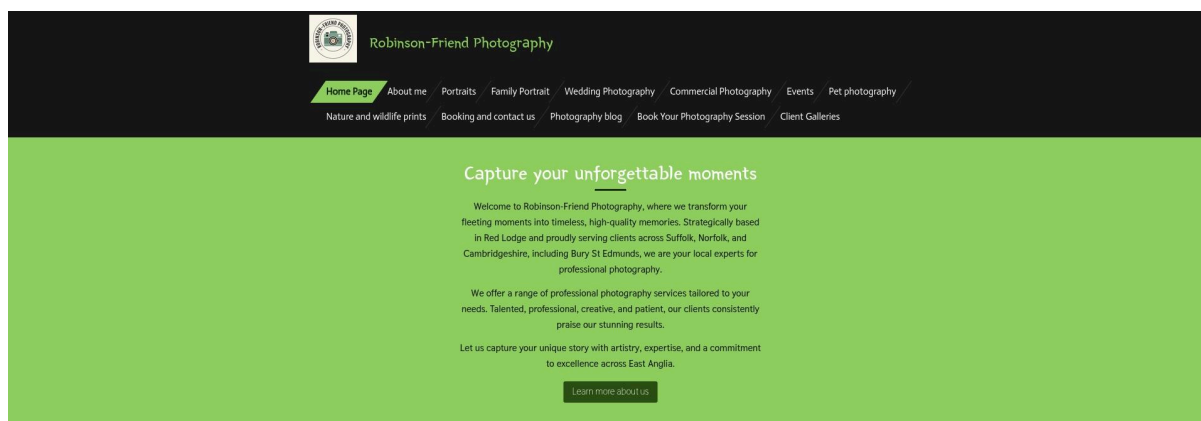 ROBINSON-FRIEND PHOTOGRAPHY
Robinson-Friend Photography
Home Page About me Portraits Family Portrait Wedding Photography Commercial Photography Events Pet photography
Nature and wildlife prints Booking and contact us Photography blog Book Your Photography Session Client Galleries
Capture your unforgettable moments
Welcome to Robinson-Friend Photography, where we transform your
fleeting moments into timeless, high-quality memories. Strategically based
in Red Lodge and proudly serving clients across Suffolk, Norfolk, and
Cambridgeshire, including Bury St Edmunds, we are your local experts for
professional photography.
We offer a range of professional photography services tailored to your
needs. Talented, professional, creative, and patient, our clients consistently
praise our stunning results.
Let us capture your unique story with artistry, expertise, and a commitment
to excellence across East Anglia.
Learn more about us